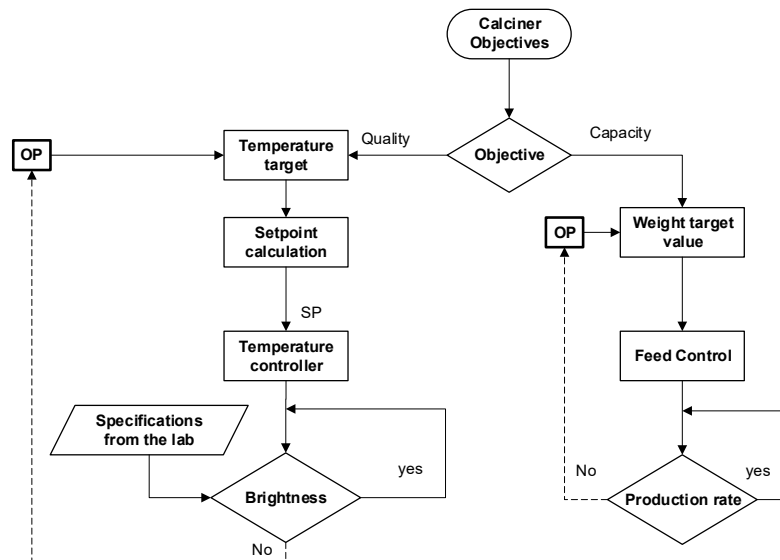 Calciner
Objectives
Quality
Capacity
OP
Temperature
target
Objective
Setpoint
calculation
OP
Weight target
value
SP
Temperature
controller
Feed Control
Specifications
from the lab
yes
No
yes
Brightness
Production rate
No